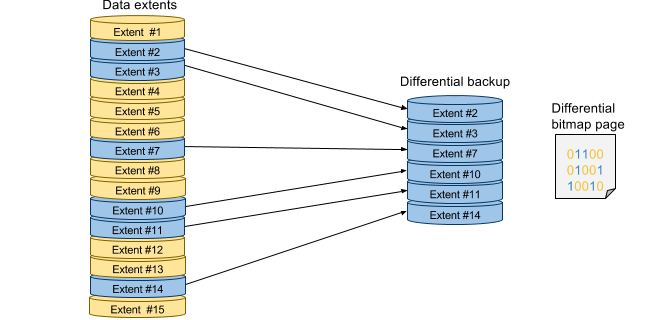 Data extents
Extent #1
Extent #2
Extent #3
Extent #4
Extent #5
Extent #6
Extent #7
Extent #8
Extent #9
Extent #10
Extent #11
Extent #12
Extent #13
Extent #14
Extent #15
Differential backup
Extent #2
Extent #3
Extent #7
Extent #10
Extent #11
Extent #14
Differential
bitmap page
01100
01001
10010